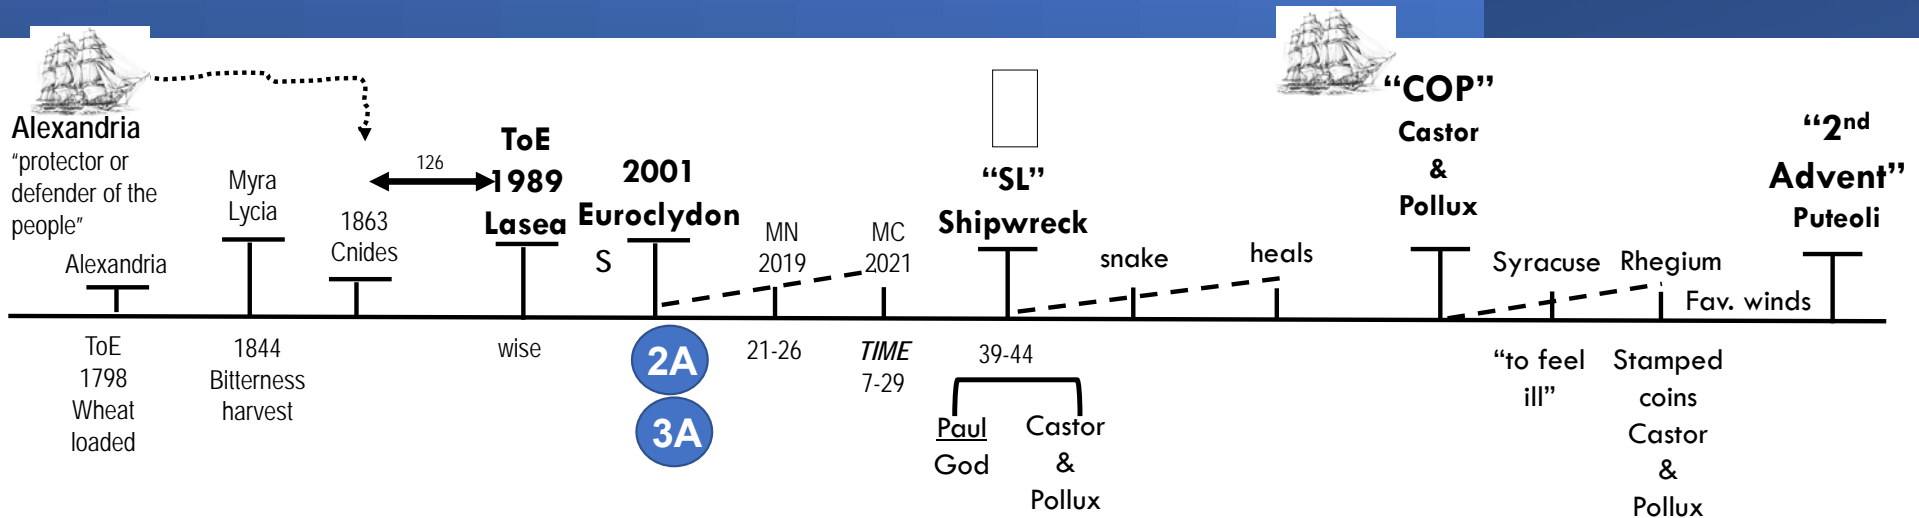 Alexandria
"protector or
defender of the
people"
Alexandria
ToE
1798
Wheat
loaded
Myra
Lycia
1844
Bitterness
harvest
1863
Cnides
126
ToE
1989
Lasea
wise
2001
Euroclydon
S
2A
3A
MN
2019
21-26
MC
2021
TIME
7-29
“SL”
Shipwreck
39-44
Paul
God
Castor
&
Pollux
snake
heals
“COP”
Castor
&
Pollux
Syracuse
“to feel
ill”
Rhegium
Stamped
coins
Castor
&
Pollux
Fav. winds
“2nd
Advent”
Puteoli